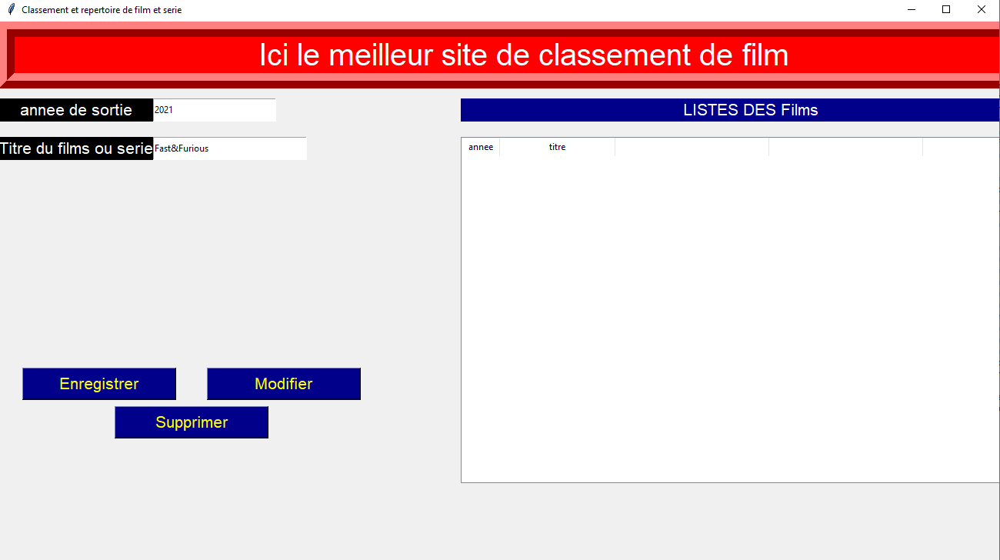 Classement et repertoire de film et serie
Ici le meilleur site de classement de film
annee de sortie 2021
LISTES DES Films
Titre du films ou serie Fast&Furious
annee titre
Enregistrer Modifier
Supprimer